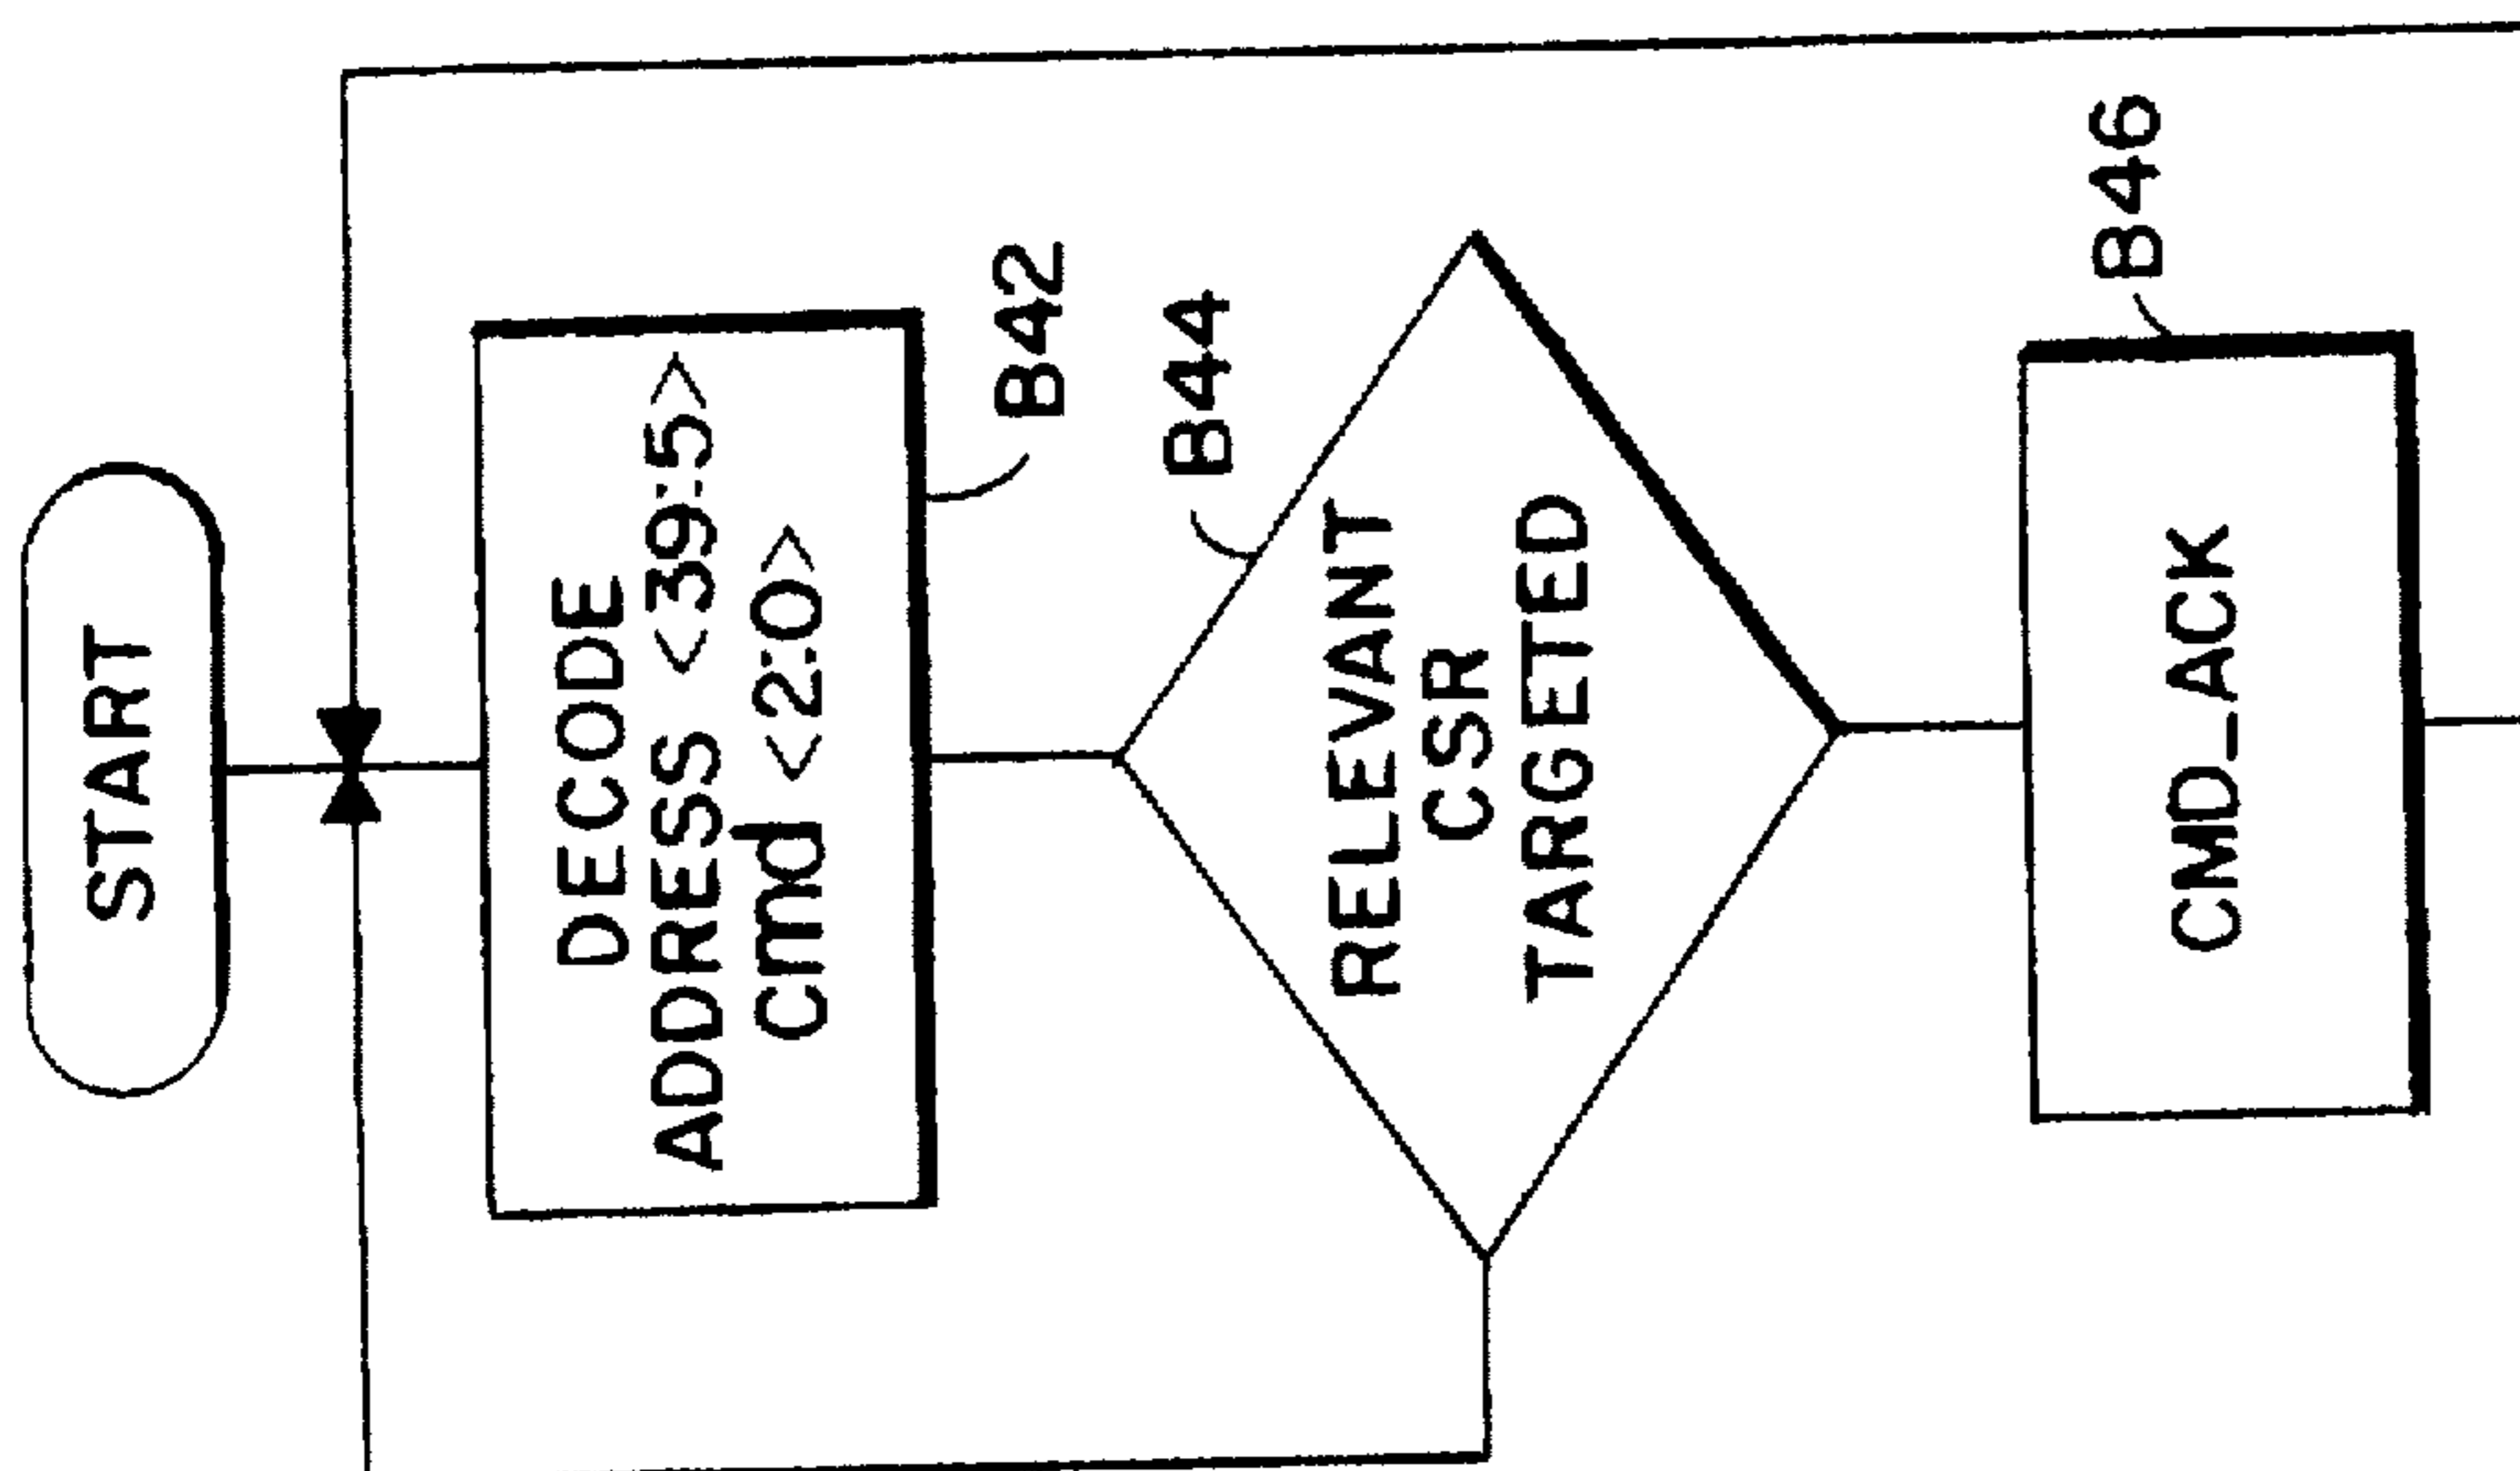 START
DECODE
ADDRESS <39:5>
Cmd <2:0>
B42
B44
RELEVANT
CSR
TARGETED
B46
CMD_ACK